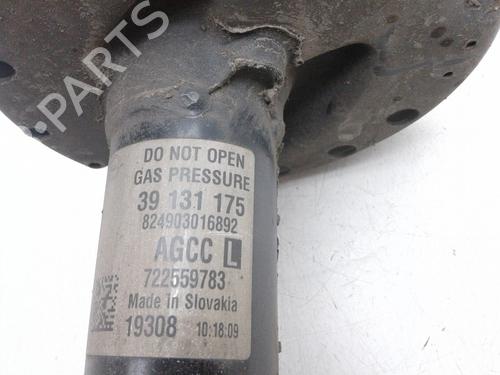 PARTS
DO NOT OPEN
GAS PRESSURE
39 131 175
824903016892
AGCC L
722559783
Made In Slovakia
19308 10:18:09